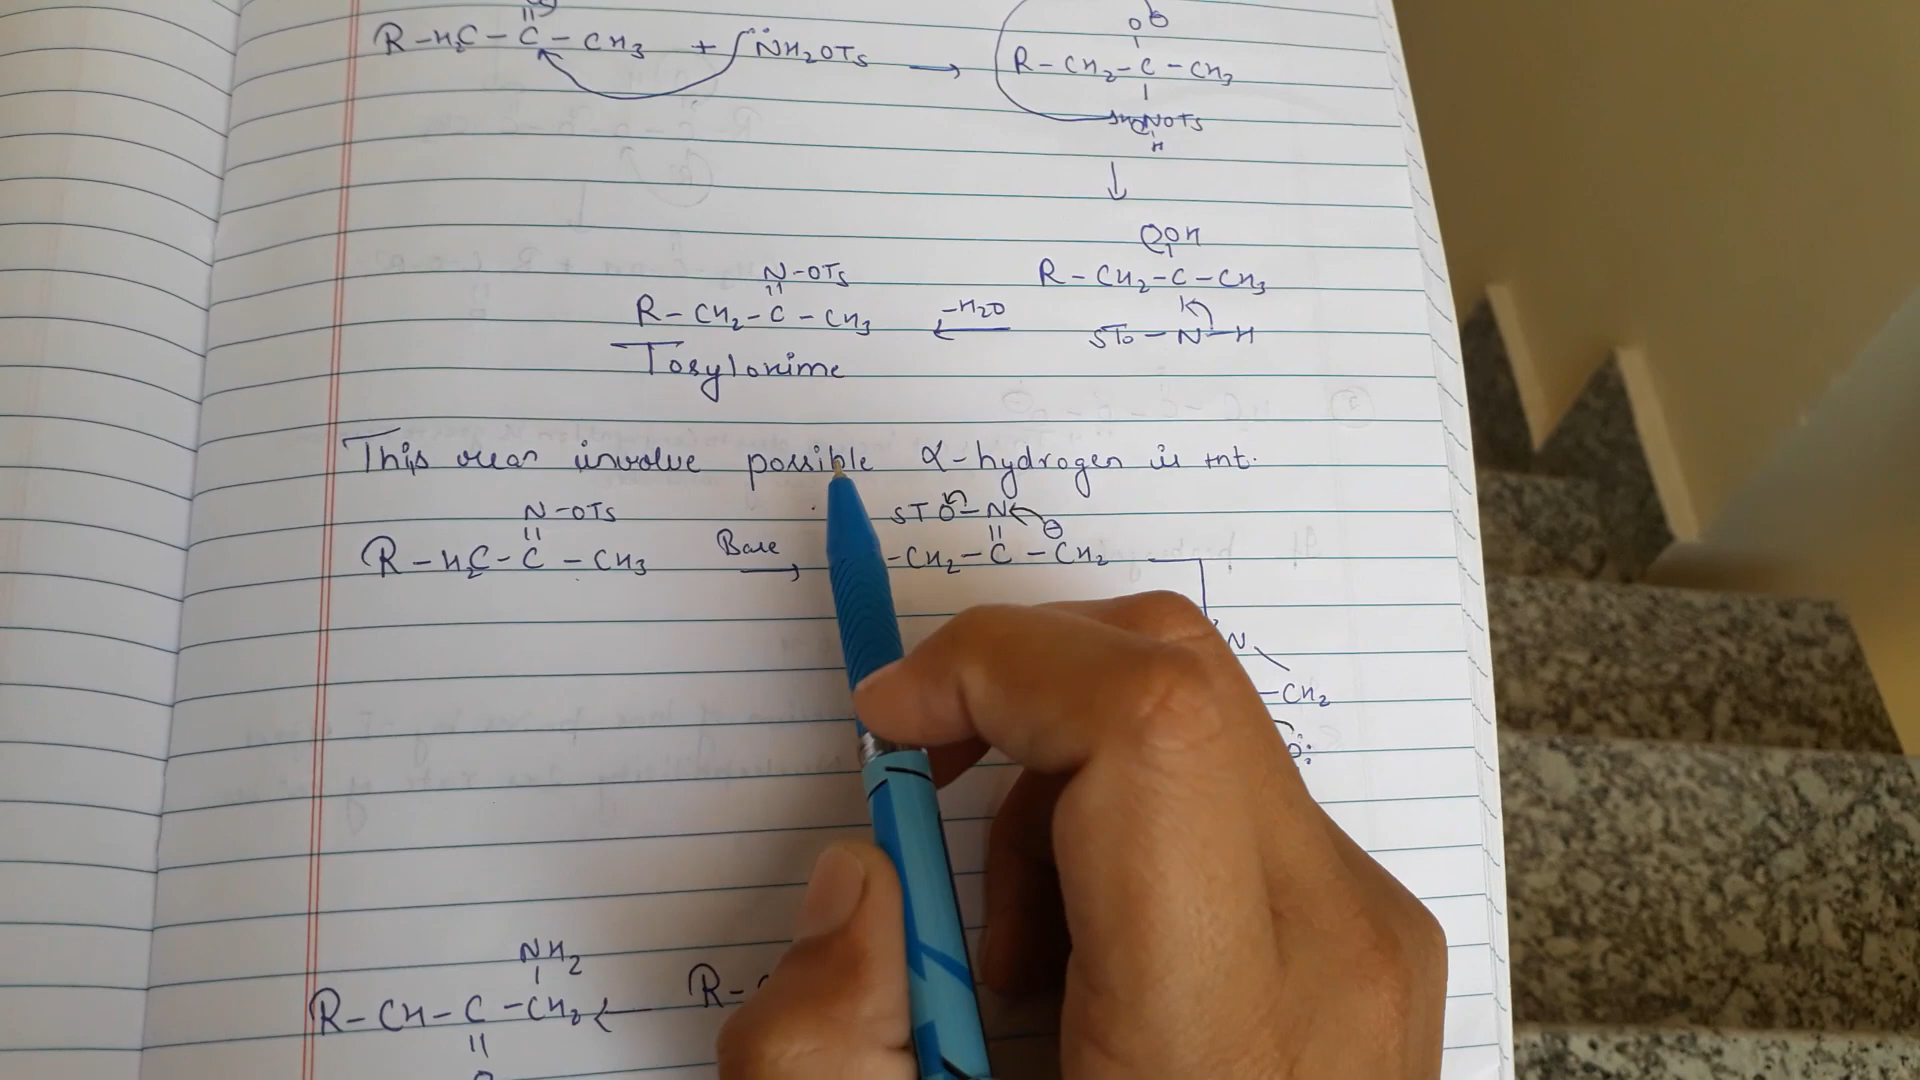 R-H2C-C-CH3 + NH2OTS →
O⊖
R-CH2-C-CH3
NOTS
H
↓
OH
R-CH2-C-CH3
STO-N-H
←-H2O
N-OTS
R-CH2-C-CH3
Tosyloxime
This rean involve possible α-hydrogen is int.
N-OTS
R-H2C-C-CH3
Base →
STO-N ⊖
-CH2-C-CH2
N
-CH2
O:
NH2
R-CH-C-CH2 ← R-
O